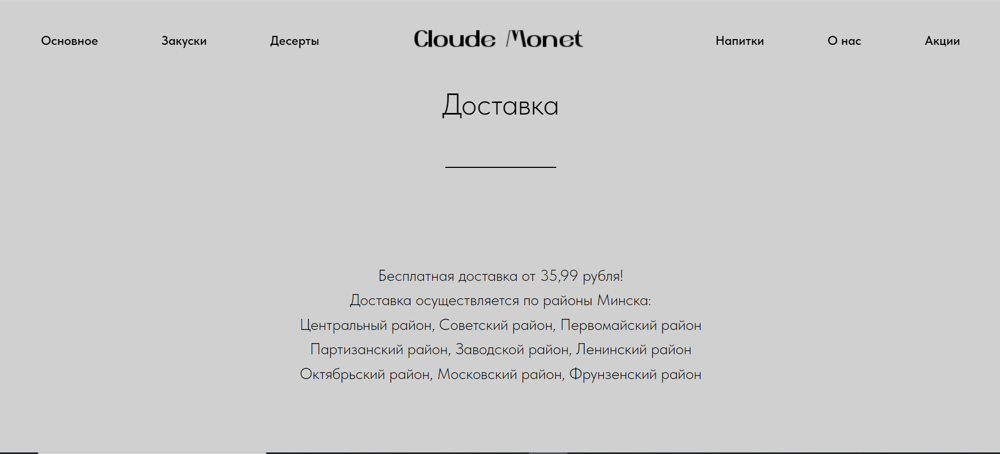 Основное Закуски Десерты Cloude Monet Напитки О нас Акции
Доставка
Бесплатная доставка от 35,99 рубля!
Доставка осуществляется по районы Минска:
Центральный район, Советский район, Первомайский район
Партизанский район, Заводской район, Ленинский район
Октябрьский район, Московский район, Фрунзенский район